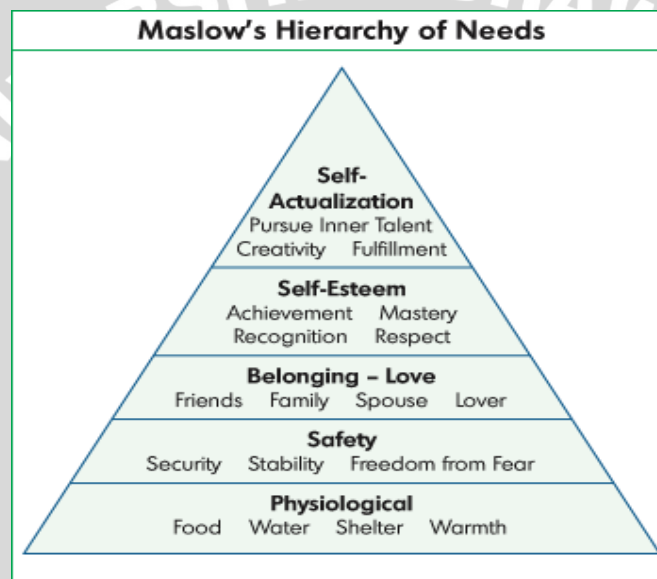 Maslow's Hierarchy of Needs
Self-
Actualization
Pursue Inner Talent
Creativity Fulfillment
Self-Esteem
Achievement Mastery
Recognition Respect
Belonging – Love
Friends Family Spouse Lover
Safety
Security Stability Freedom from Fear
Physiological
Food Water Shelter Warmth